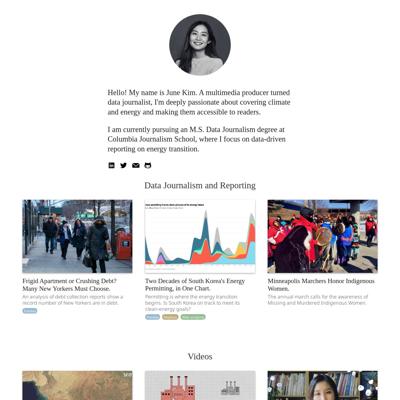 Hello! My name is June Kim. A multimedia producer turned
data journalist, I'm deeply passionate about covering climate
and energy and making them accessible to readers.
I am currently pursuing an M.S. Data Journalism degree at
Columbia Journalism School, where I focus on data-driven
reporting on energy transition.
Data Journalism and Reporting
Frigid Apartment or Crushing Debt?
Many New Yorkers Must Choose.
An analysis of debt collection reports show a
record number of New Yorkers are in debt.
Two Decades of South Korea's Energy
Permitting, in One Chart.
Permitting is where the energy transition
begins. Is South Korea on track to meet its
clean-energy goals?
Minneapolis Marchers Honor Indigenous
Women.
The annual march calls for the awareness of
Missing and Murdered Indigenous Women.
Videos